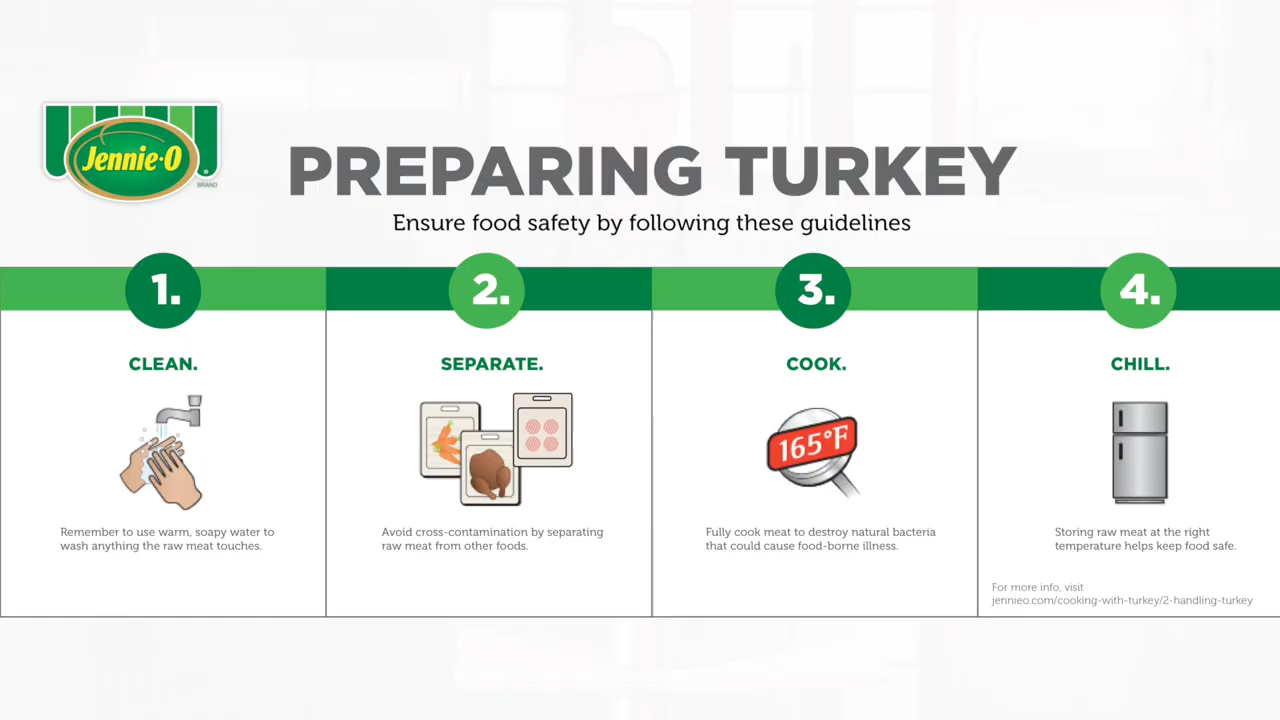 Jennie-O
BRAND
PREPARING TURKEY
Ensure food safety by following these guidelines
1.
CLEAN.
Remember to use warm, soapy water to
wash anything the raw meat touches.
2.
SEPARATE.
Avoid cross-contamination by separating
raw meat from other foods.
3.
COOK.
165°F
Fully cook meat to destroy natural bacteria
that could cause food-borne illness.
4.
CHILL.
Storing raw meat at the right
temperature helps keep food safe.
For more info, visit
jennieo.com/cooking-with-turkey/2-handling-turkey